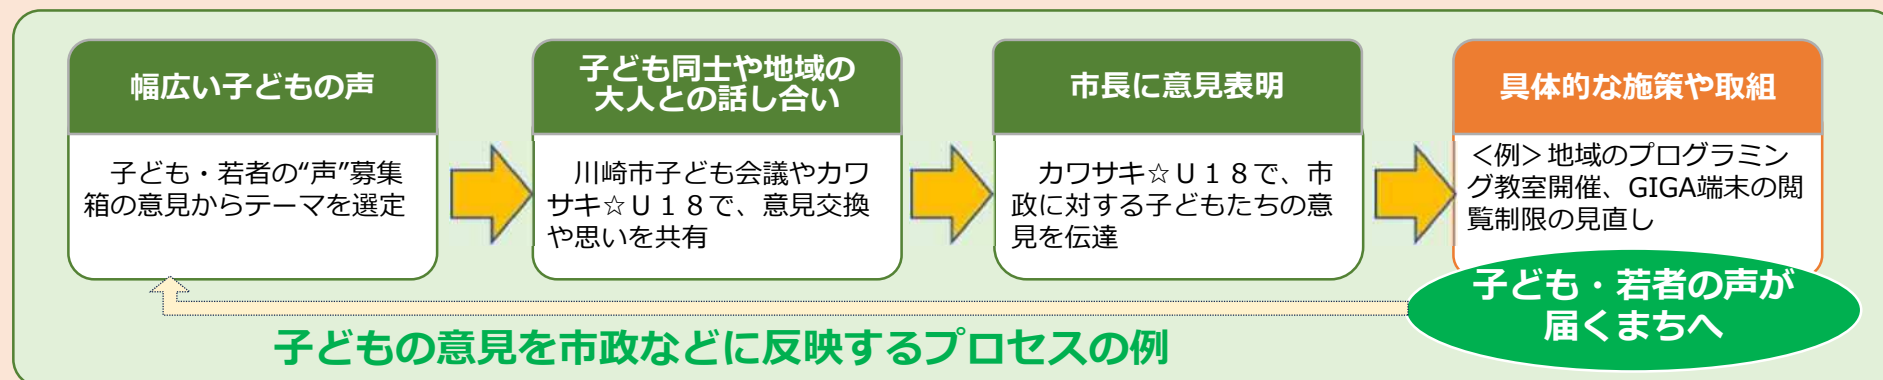 幅広い子どもの声
子ども・若者の“声”募集
箱の意見からテーマを選定
子ども同士や地域の
大人との話し合い
川崎市子ども会議やカワ
サキ☆U18で、意見交換
や思いを共有
市長に意見表明
カワサキ☆U18で、市
政に対する子どもたちの意
見を伝達
具体的な施策や取組
＜例＞地域のプログラミン
グ教室開催、GIGA端末の閲
覧制限の見直し
子ども・若者の声が
届くまちへ
子どもの意見を市政などに反映するプロセスの例